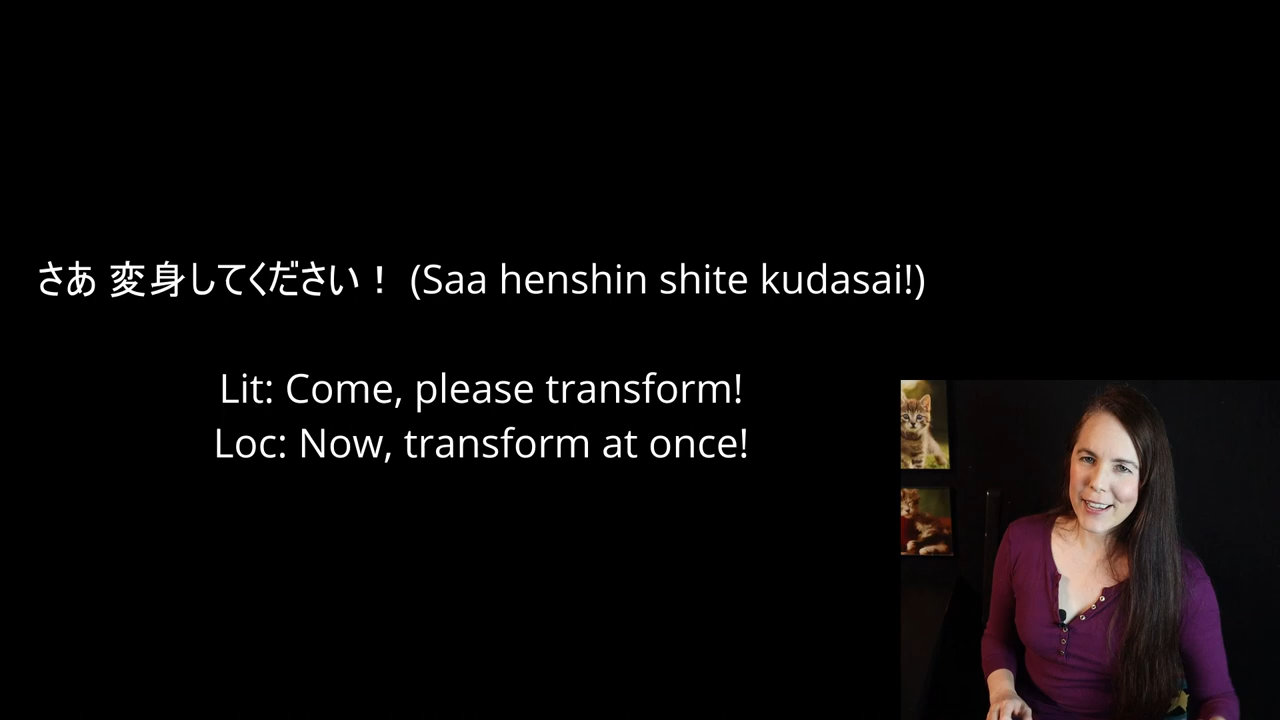 さあ 変身してください！ (Saa henshin shite kudasai!)
Lit: Come, please transform!
Loc: Now, transform at once!